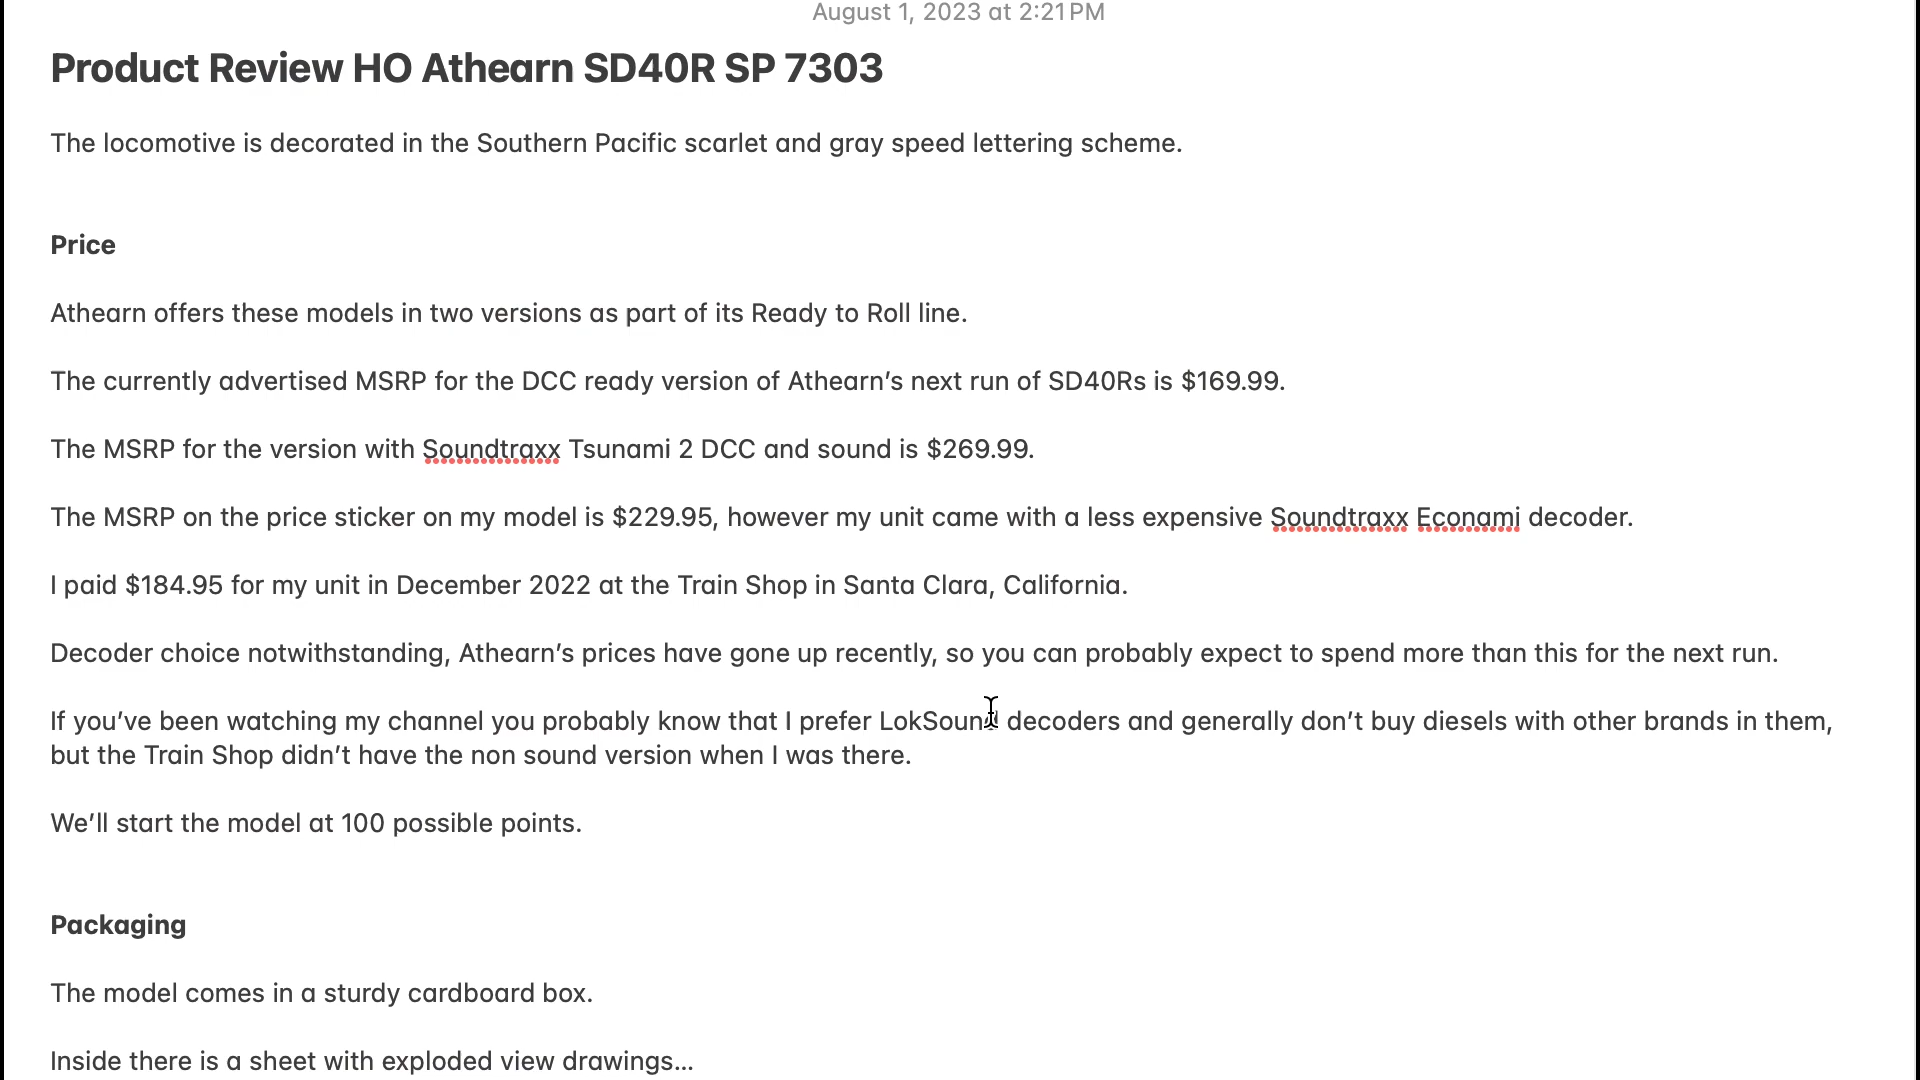 August 1, 2023 at 2:21 PM
Product Review HO Athearn SD40R SP 7303
The locomotive is decorated in the Southern Pacific scarlet and gray speed lettering scheme.
Price
Athearn offers these models in two versions as part of its Ready to Roll line.
The currently advertised MSRP for the DCC ready version of Athearn’s next run of SD40Rs is $169.99.
The MSRP for the version with Soundtraxx Tsunami 2 DCC and sound is $269.99.
The MSRP on the price sticker on my model is $229.95, however my unit came with a less expensive Soundtraxx Econami decoder.
I paid $184.95 for my unit in December 2022 at the Train Shop in Santa Clara, California.
Decoder choice notwithstanding, Athearn’s prices have gone up recently, so you can probably expect to spend more than this for the next run.
If you’ve been watching my channel you probably know that I prefer LokSound decoders and generally don’t buy diesels with other brands in them,
but the Train Shop didn’t have the non sound version when I was there.
We’ll start the model at 100 possible points.
Packaging
The model comes in a sturdy cardboard box.
Inside there is a sheet with exploded view drawings...